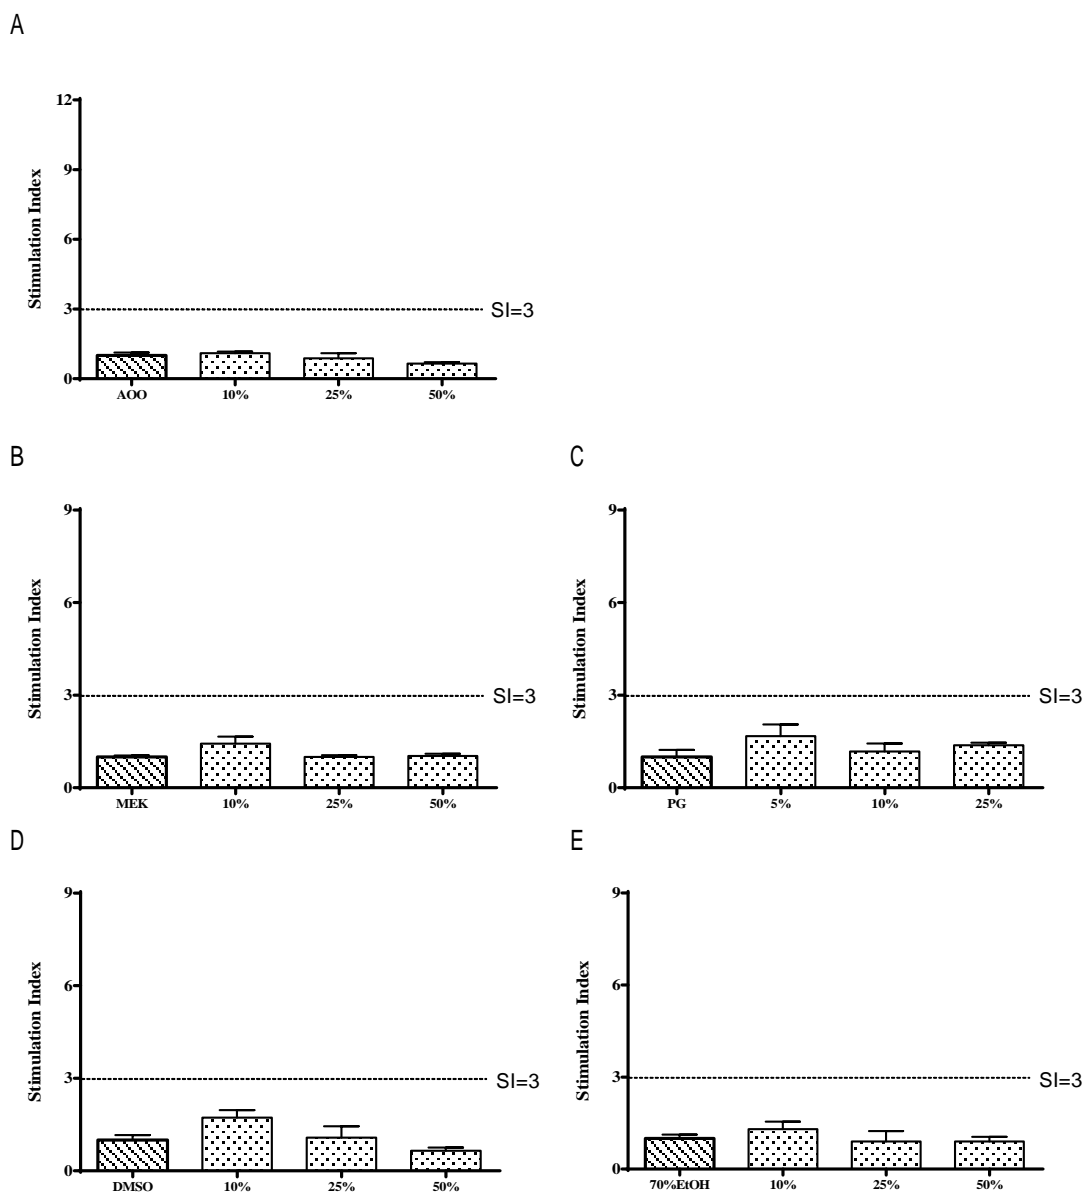 A
Stimulation Index
12
9
6
3
0
SI=3
AOO 10% 25% 50%
B
Stimulation Index
9
6
3
0
SI=3
MEK 10% 25% 50%
C
Stimulation Index
9
6
3
0
SI=3
PG 5% 10% 25%
D
Stimulation Index
9
6
3
0
SI=3
DMSO 10% 25% 50%
E
Stimulation Index
9
6
3
0
SI=3
70%EtOH 10% 25% 50%